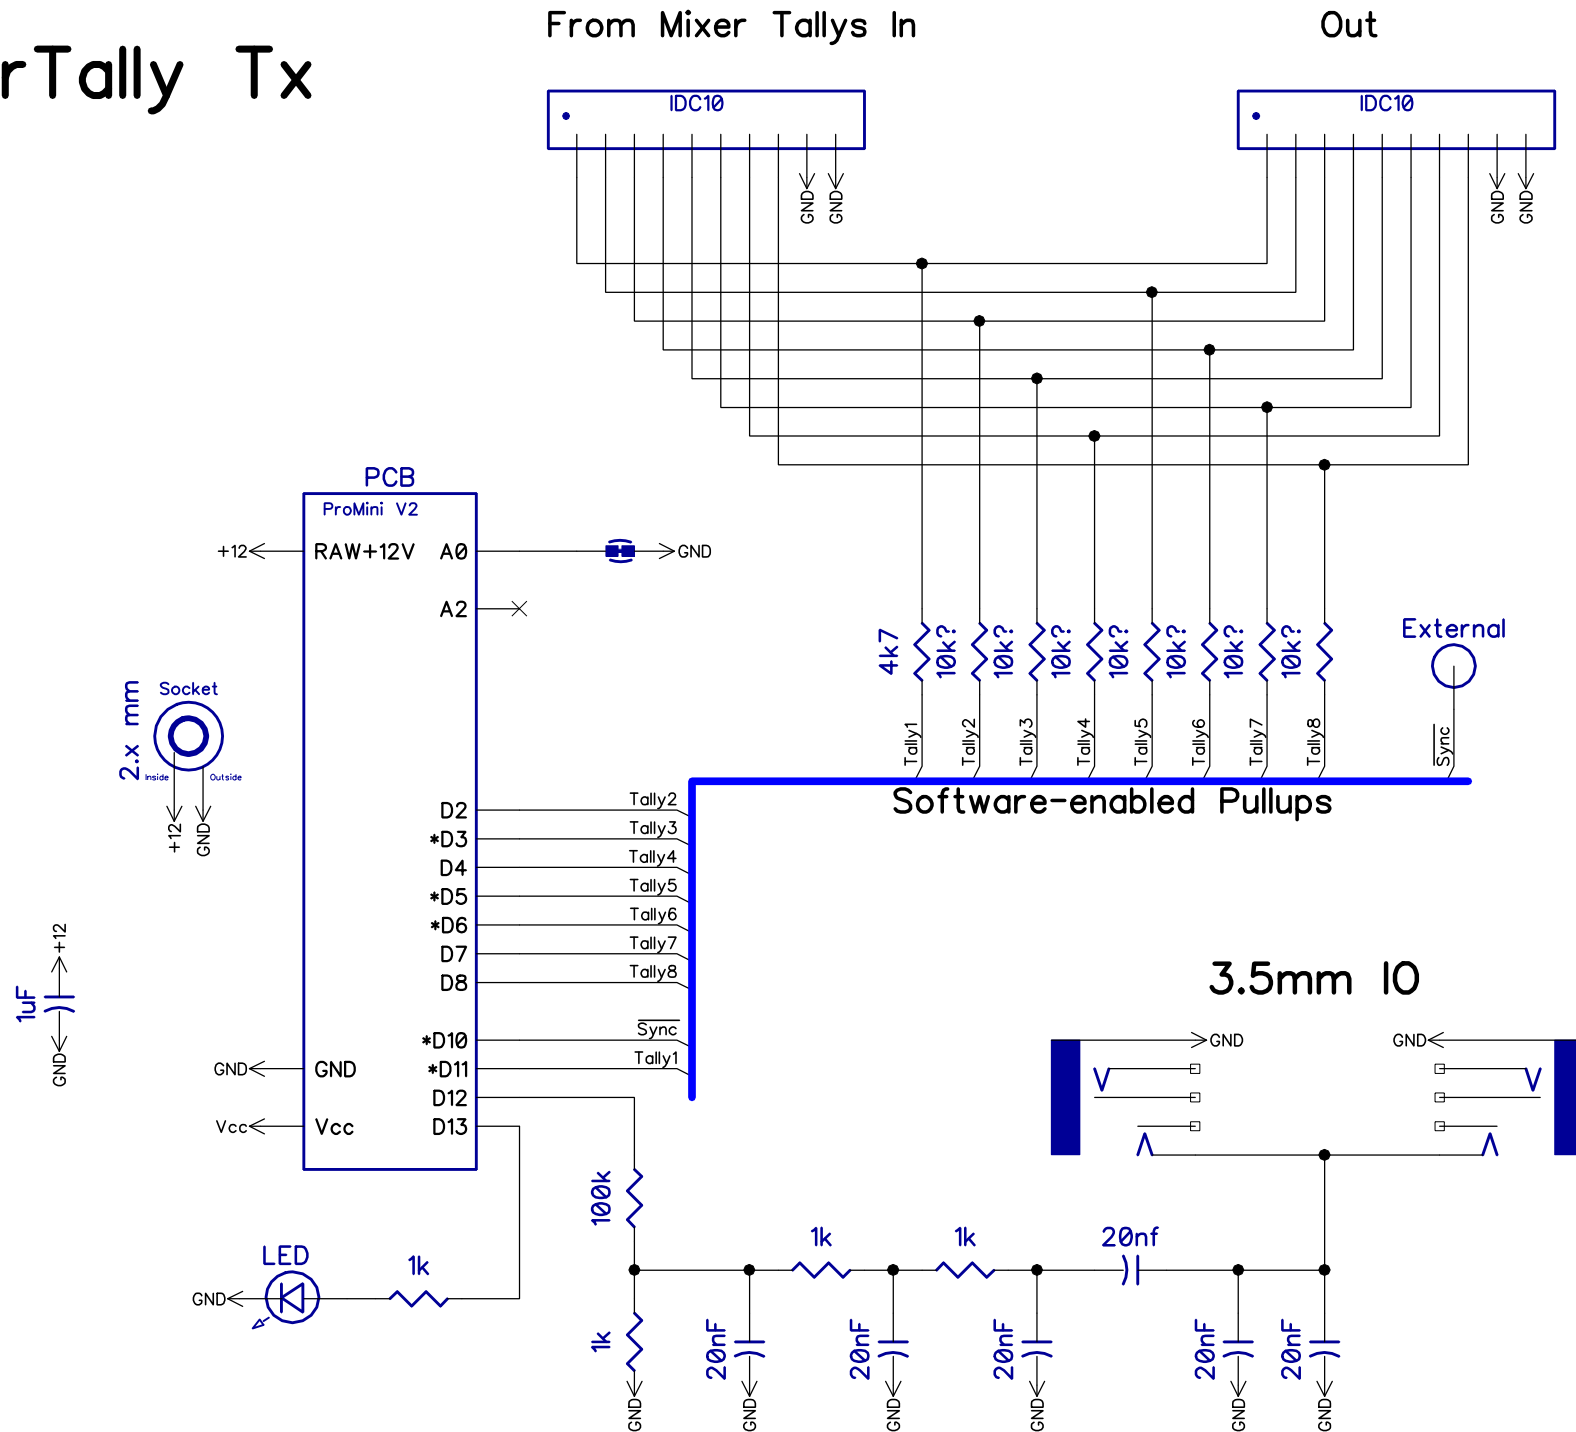 From Mixer Tallys In
Out
rTally Tx
IDC10
IDC10
GND
GND
GND
GND
PCB
ProMini V2
+12
RAW+12V
A0
GND
A2
4k7
10k?
10k?
10k?
10k?
10k?
10k?
10k?
External
Socket
2.x mm
Inside
Outside
+12
GND
Tally1
Tally2
Tally3
Tally4
Tally5
Tally6
Tally7
Tally8
Sync
Software-enabled Pullups
D2
Tally2
*D3
Tally3
D4
Tally4
*D5
Tally5
*D6
Tally6
D7
Tally7
D8
Tally8
*D10
Sync
*D11
Tally1
D12
D13
+12
1uF
GND
GND
GND
Vcc
Vcc
3.5mm IO
GND
GND
100k
1k
1k
20nf
LED
1k
GND
1k
20nF
20nF
20nF
20nF
20nF
GND
GND
GND
GND
GND
GND